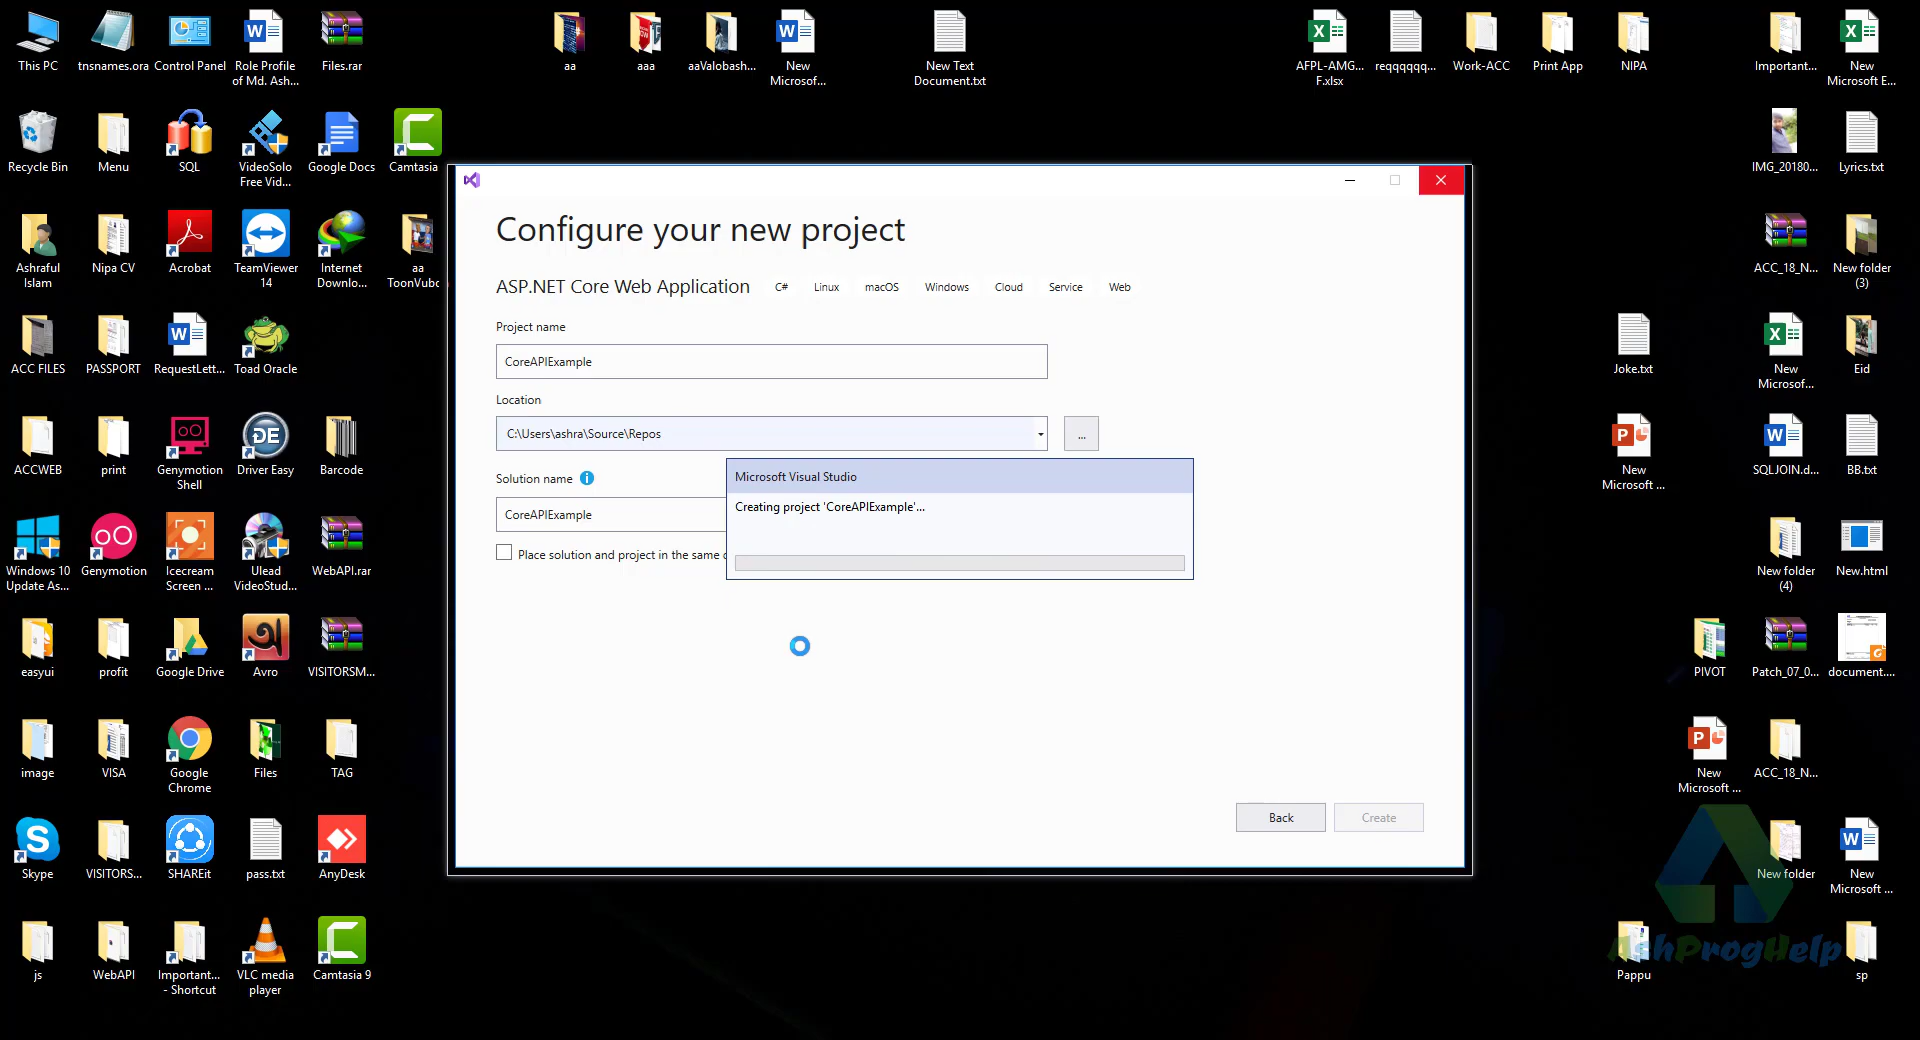 This PC
tnsnames.ora
Control Panel
Role Profile
of Md. Ash...
Files.rar
aa
aaa
aaValobash...
New
Microsof...
New Text
Document.txt
AFPL-AMG...
F.xlsx
reqqqqqq...
Work-ACC
Print App
NIPA
Important...
New
Microsoft E...
Recycle Bin
Menu
SQL
VideoSolo
Free Vid...
Google Docs
Camtasia
IMG_20180...
Lyrics.txt
Ashraful
Islam
Nipa CV
Acrobat
TeamViewer
14
Internet
Downlo...
aa
ToonVubo
ACC_18_N...
New folder
(3)
ACC FILES
PASSPORT
RequestLett...
Toad Oracle
Joke.txt
New
Microsof...
Eid
ACCWEB
print
Genymotion
Shell
Driver Easy
Barcode
New
Microsoft ...
SQLJOIN.d...
BB.txt
Windows 10
Update As...
Genymotion
Icecream
Screen ...
Ulead
VideoStud...
WebAPI.rar
New folder
(4)
New.html
easyui
profit
Google Drive
Avro
VISITORSM...
PIVOT
Patch_07_0...
document....
image
VISA
Google
Chrome
Files
TAG
New
Microsoft ...
ACC_18_N...
Skype
VISITORS...
SHAREit
pass.txt
AnyDesk
New folder
New
Microsoft ...
js
WebAPI
Important...
- Shortcut
VLC media
player
Camtasia 9
Pappu
sp
AshProgHelp
Configure your new project
ASP.NET Core Web Application
C# Linux macOS Windows Cloud Service Web
Project name
CoreAPIExample
Location
C:\Users\ashra\Source\Repos
...
Solution name
CoreAPIExample
Place solution and project in the same
Microsoft Visual Studio
Creating project 'CoreAPIExample'...
Back
Create